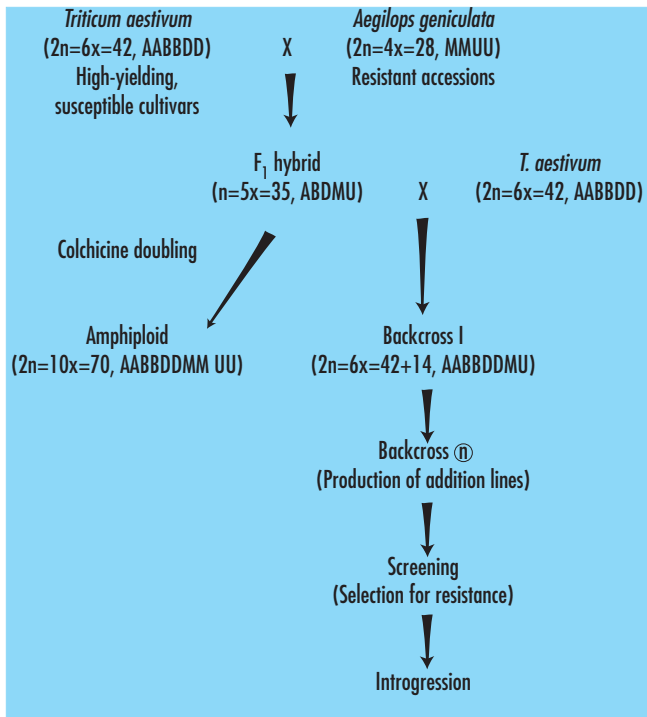 Triticum aestivum
(2n=6x=42, AABBDD)
High-yielding,
susceptible cultivars
X
Aegilops geniculata
(2n=4x=28, MMUU)
Resistant accessions
F₁ hybrid
(n=5x=35, ABDMU)
X
T. aestivum
(2n=6x=42, AABBDD)
Colchicine doubling
Amphiploid
(2n=10x=70, AABBDDMM UU)
Backcross I
(2n=6x=42+14, AABBDDMU)
Backcross ⓝ
(Production of addition lines)
Screening
(Selection for resistance)
Introgression